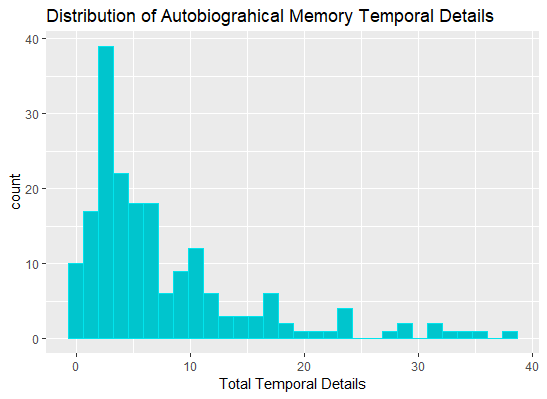 Distribution of Autobiograhical Memory Temporal Details
40
30
20
10
0
count
0 10 20 30 40
Total Temporal Details